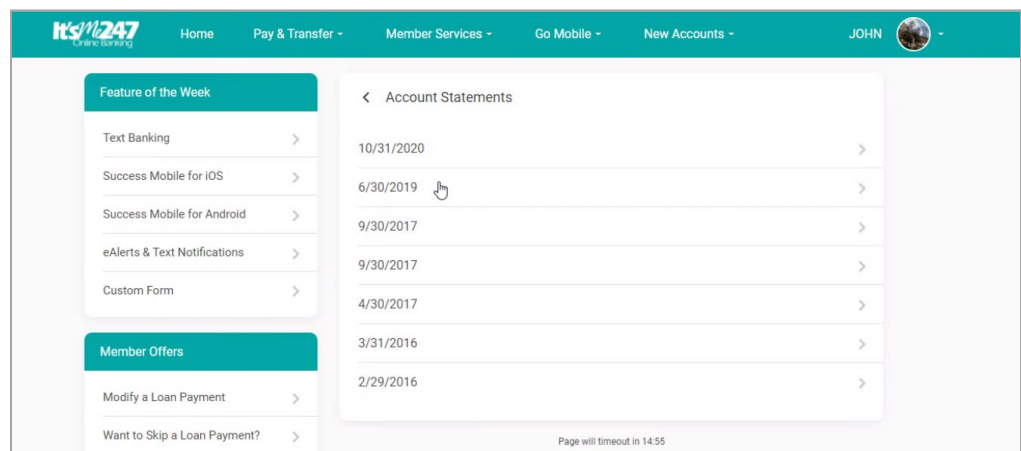 It'sMe247
Online Banking
Home
Pay & Transfer
Member Services
Go Mobile
New Accounts
JOHN
Feature of the Week
Text Banking
Success Mobile for iOS
Success Mobile for Android
eAlerts & Text Notifications
Custom Form
Member Offers
Modify a Loan Payment
Want to Skip a Loan Payment?
Account Statements
10/31/2020
6/30/2019
9/30/2017
9/30/2017
4/30/2017
3/31/2016
2/29/2016
Page will timeout in 14:55